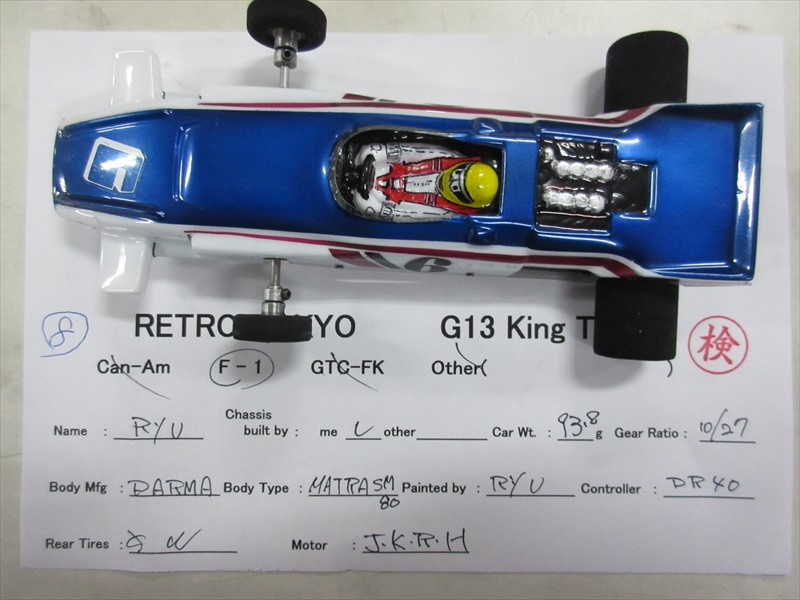 6
6
8 RETRO YO G13 King T 検
Can-Am F-1 GTC-FK Other( )
Name : RYU Chassis built by : me other Car Wt. : 93.8 g Gear Ratio : 10/27
Body Mfg : DARMA Body Type : MATRA SM 80 Painted by : RYU Controller : DR40
Rear Tires : Motor : J.K.R.H